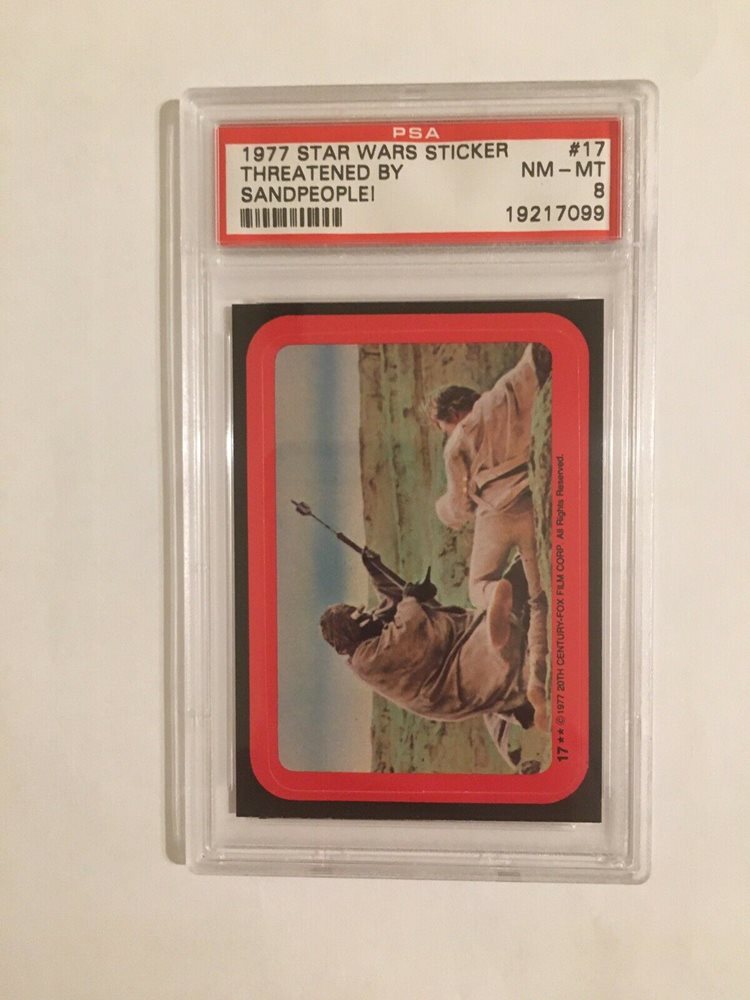 PSA
1977 STAR WARS STICKER #17
THREATENED BY NM - MT
SANDPEOPLE! 8
19217099
17 ★★ © 1977 20TH CENTURY-FOX FILM CORP. All Rights Reserved.